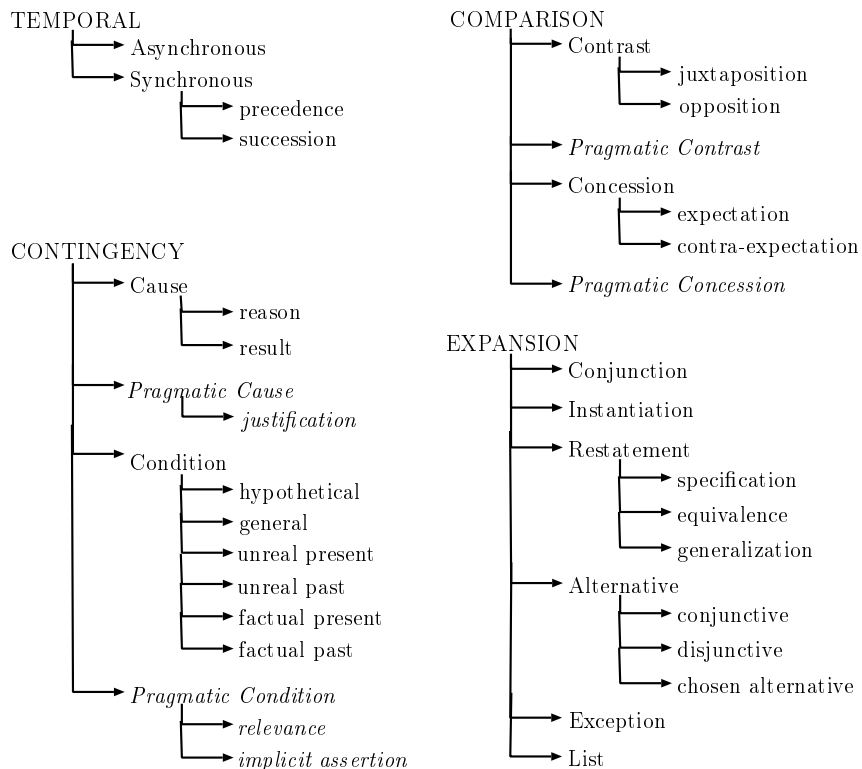 TEMPORAL
Asynchronous
Synchronous
precedence
succession
CONTINGENCY
Cause
reason
result
Pragmatic Cause
justification
Condition
hypothetical
general
unreal present
unreal past
factual present
factual past
Pragmatic Condition
relevance
implicit assertion
COMPARISON
Contrast
juxtaposition
opposition
Pragmatic Contrast
Concession
expectation
contra-expectation
Pragmatic Concession
EXPANSION
Conjunction
Instantiation
Restatement
specification
equivalence
generalization
Alternative
conjunctive
disjunctive
chosen alternative
Exception
List